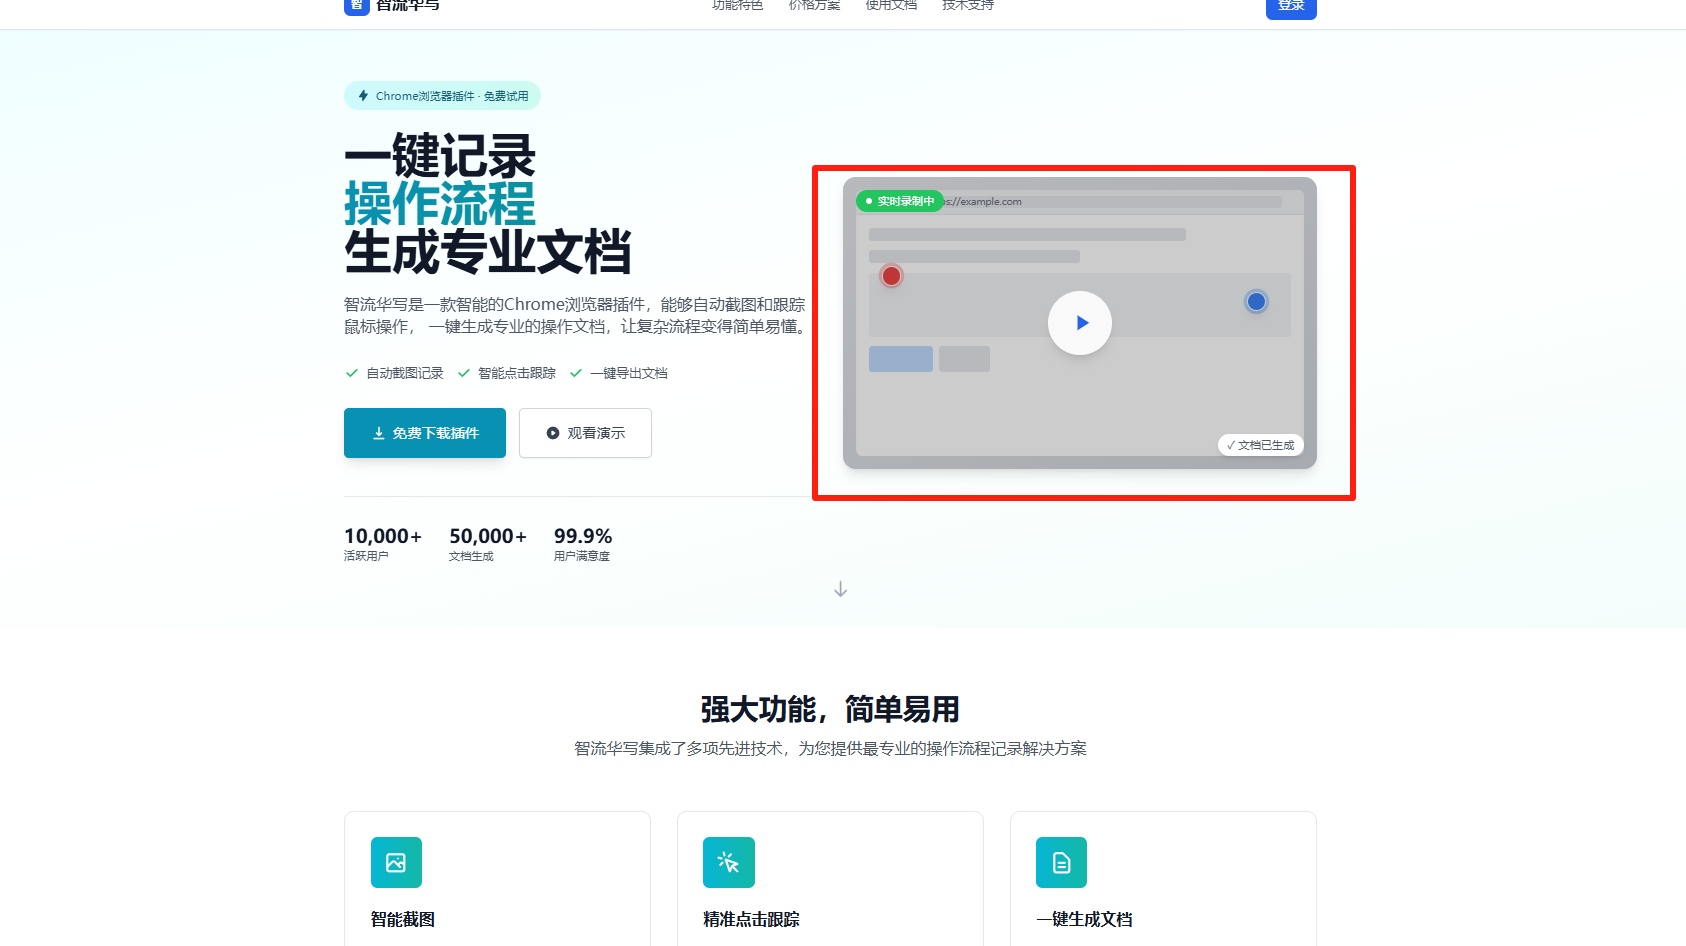 智 智流华写
功能特色 价格方案 使用文档 技术支持
登录
Chrome浏览器插件 · 免费试用
一键记录
操作流程
生成专业文档
智流华写是一款智能的Chrome浏览器插件，能够自动截图和跟踪
鼠标操作， 一键生成专业的操作文档，让复杂流程变得简单易懂。
自动截图记录 智能点击跟踪 一键导出文档
免费下载插件 观看演示
10,000+ 50,000+ 99.9%
活跃用户 文档生成 用户满意度
实时录制中 s://example.com
✓ 文档已生成
强大功能，简单易用
智流华写集成了多项先进技术，为您提供最专业的操作流程记录解决方案
智能截图 精准点击跟踪 一键生成文档